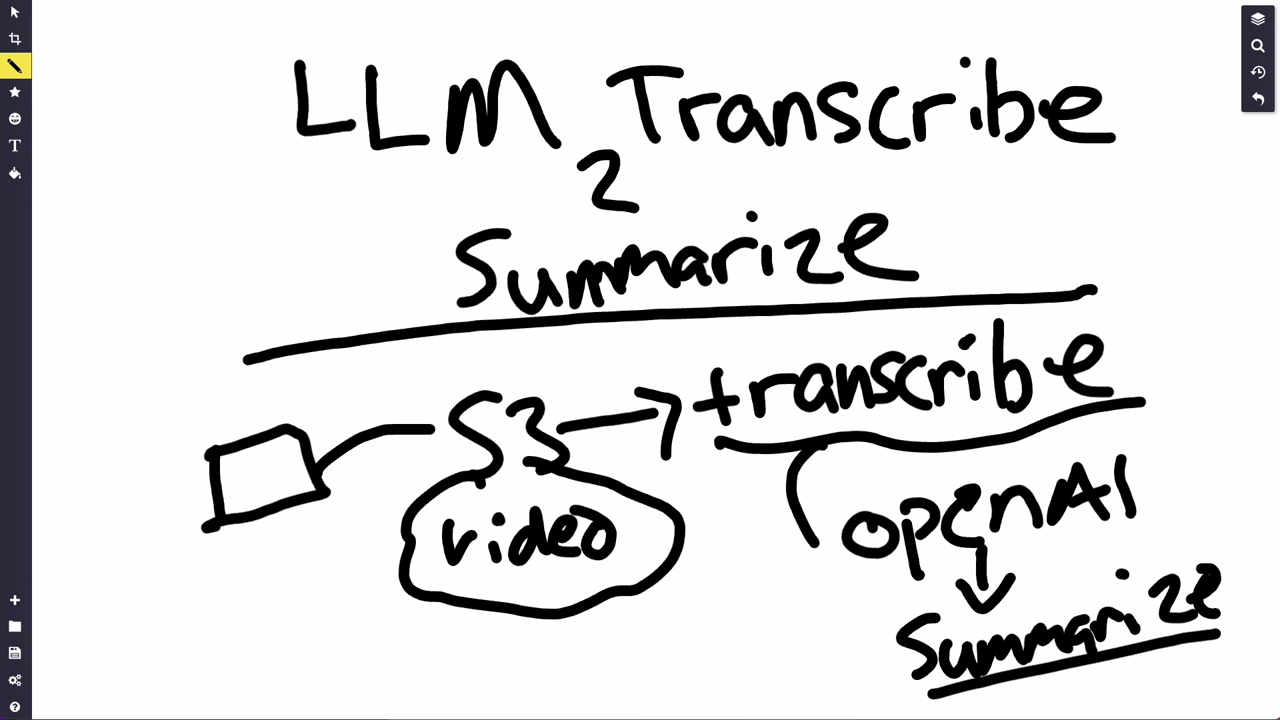 LLM Transcribe
2
Summarize
S3 → transcribe
video
openAI
Summarize